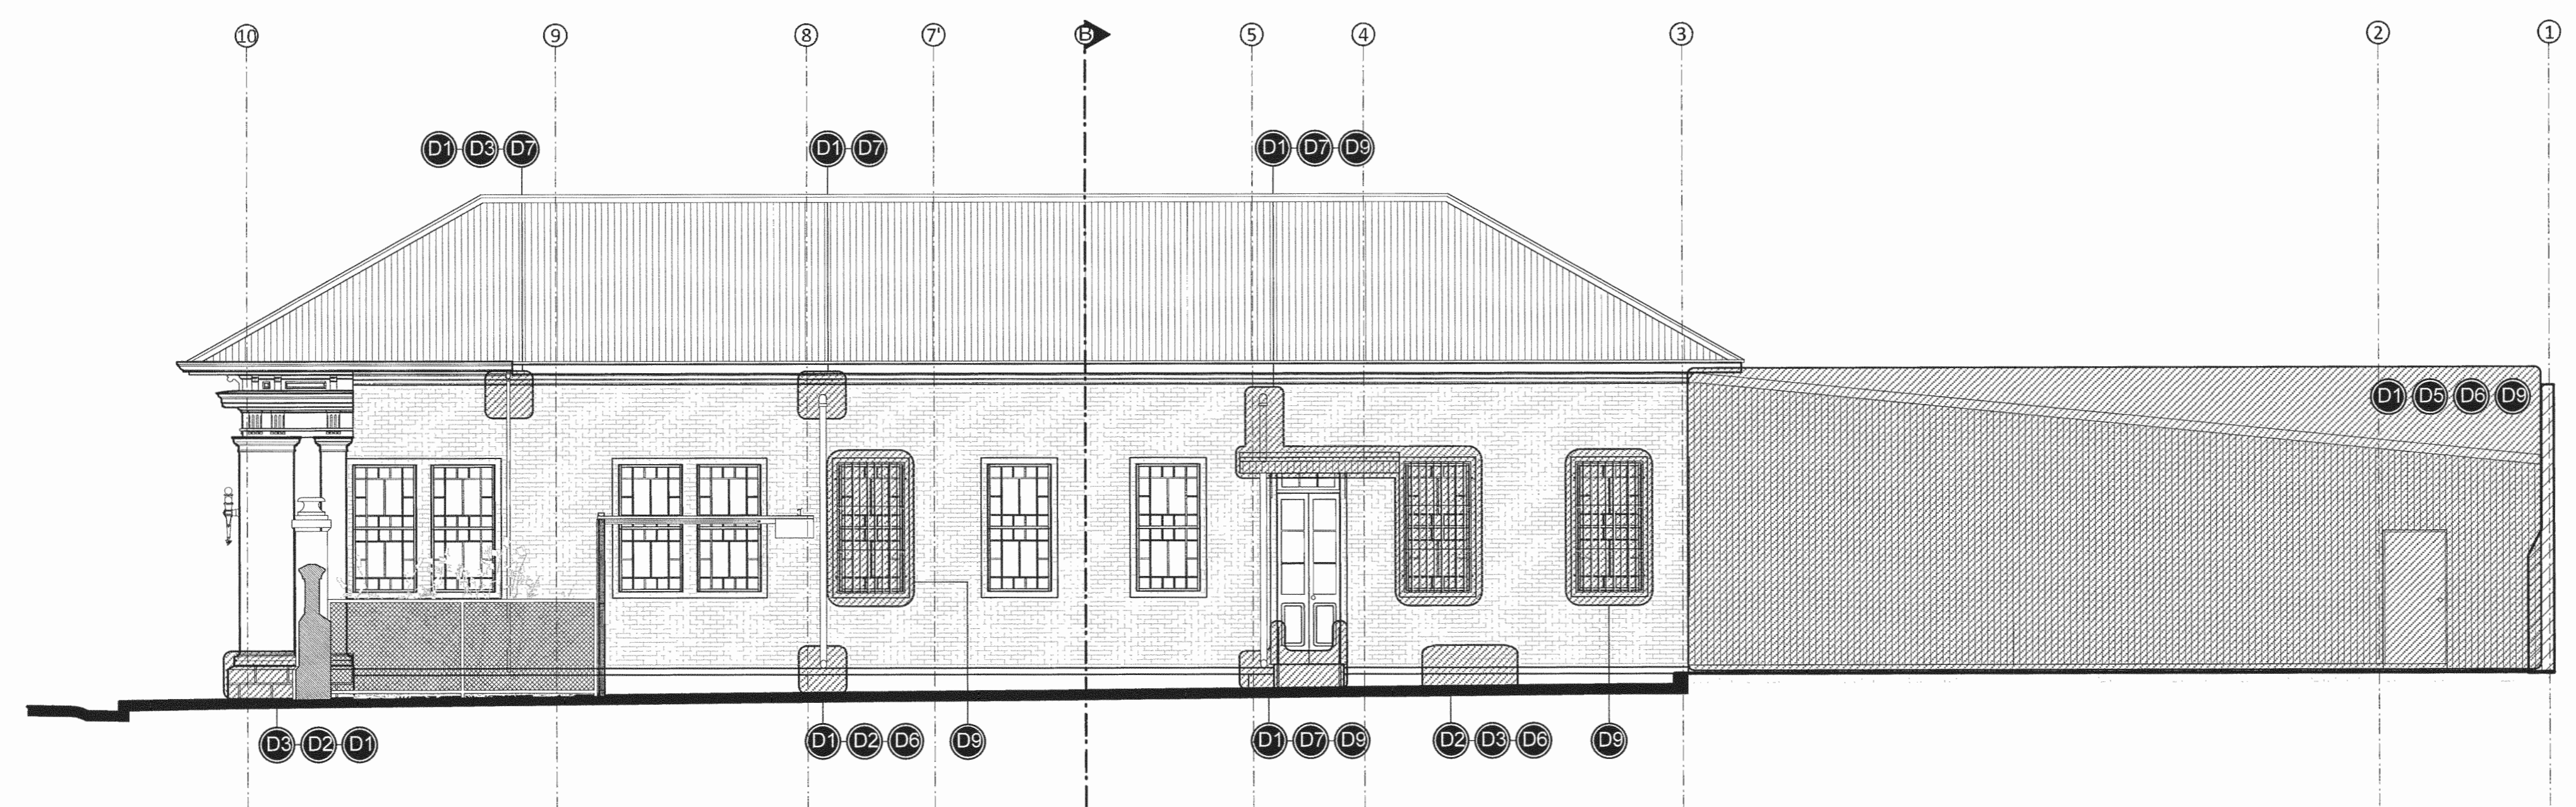 10 9 8 7' B 5 4 3 2 1
D1 D3 D7 D1 D7 D1 D7 D9
D1 D5 D6 D9
D3 D2 D1 D1 D2 D6 D9 D1 D7 D9 D2 D3 D6 D9